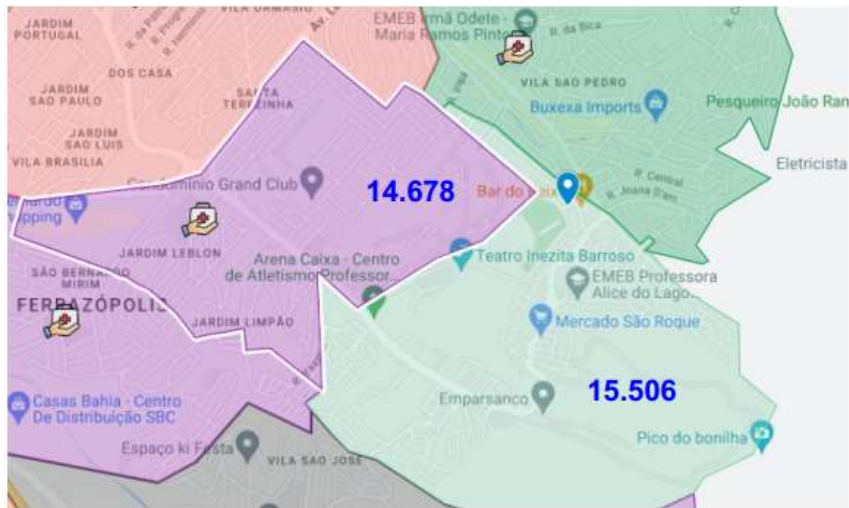 VILA DAMASIO
JARDIM
PORTUGAL
EMEB Irmã Odete -
Maria Ramos Pinto
R. da Bica
DOS CASA
SANTA
TEREZINHA
JARDIM
SAO PAULO
VILA SAO PEDRO
Buxexa Imports
Pesqueiro João Ram
JARDIM
SAO LUIS
VILA BRASILIA
Eletricista
R. Central
R. Joana D'arc
Condomínio Grand Club
14.678
Bar do
JARDIM LEBLON
Arena Caixa - Centro
de Atletismo Professor...
Teatro Inezita Barroso
SÃO BERNARDO
MIRIM
EMEB Professora
Alice do Lago...
FERRAZÓPOLIS
JARDIM LIMPÃO
Mercado São Roque
15.506
Casas Bahia - Centro
De Distribuição SBC
Emparsanco
Espaço ki Festa
VILA SAO JOSE
Pico do bonilha